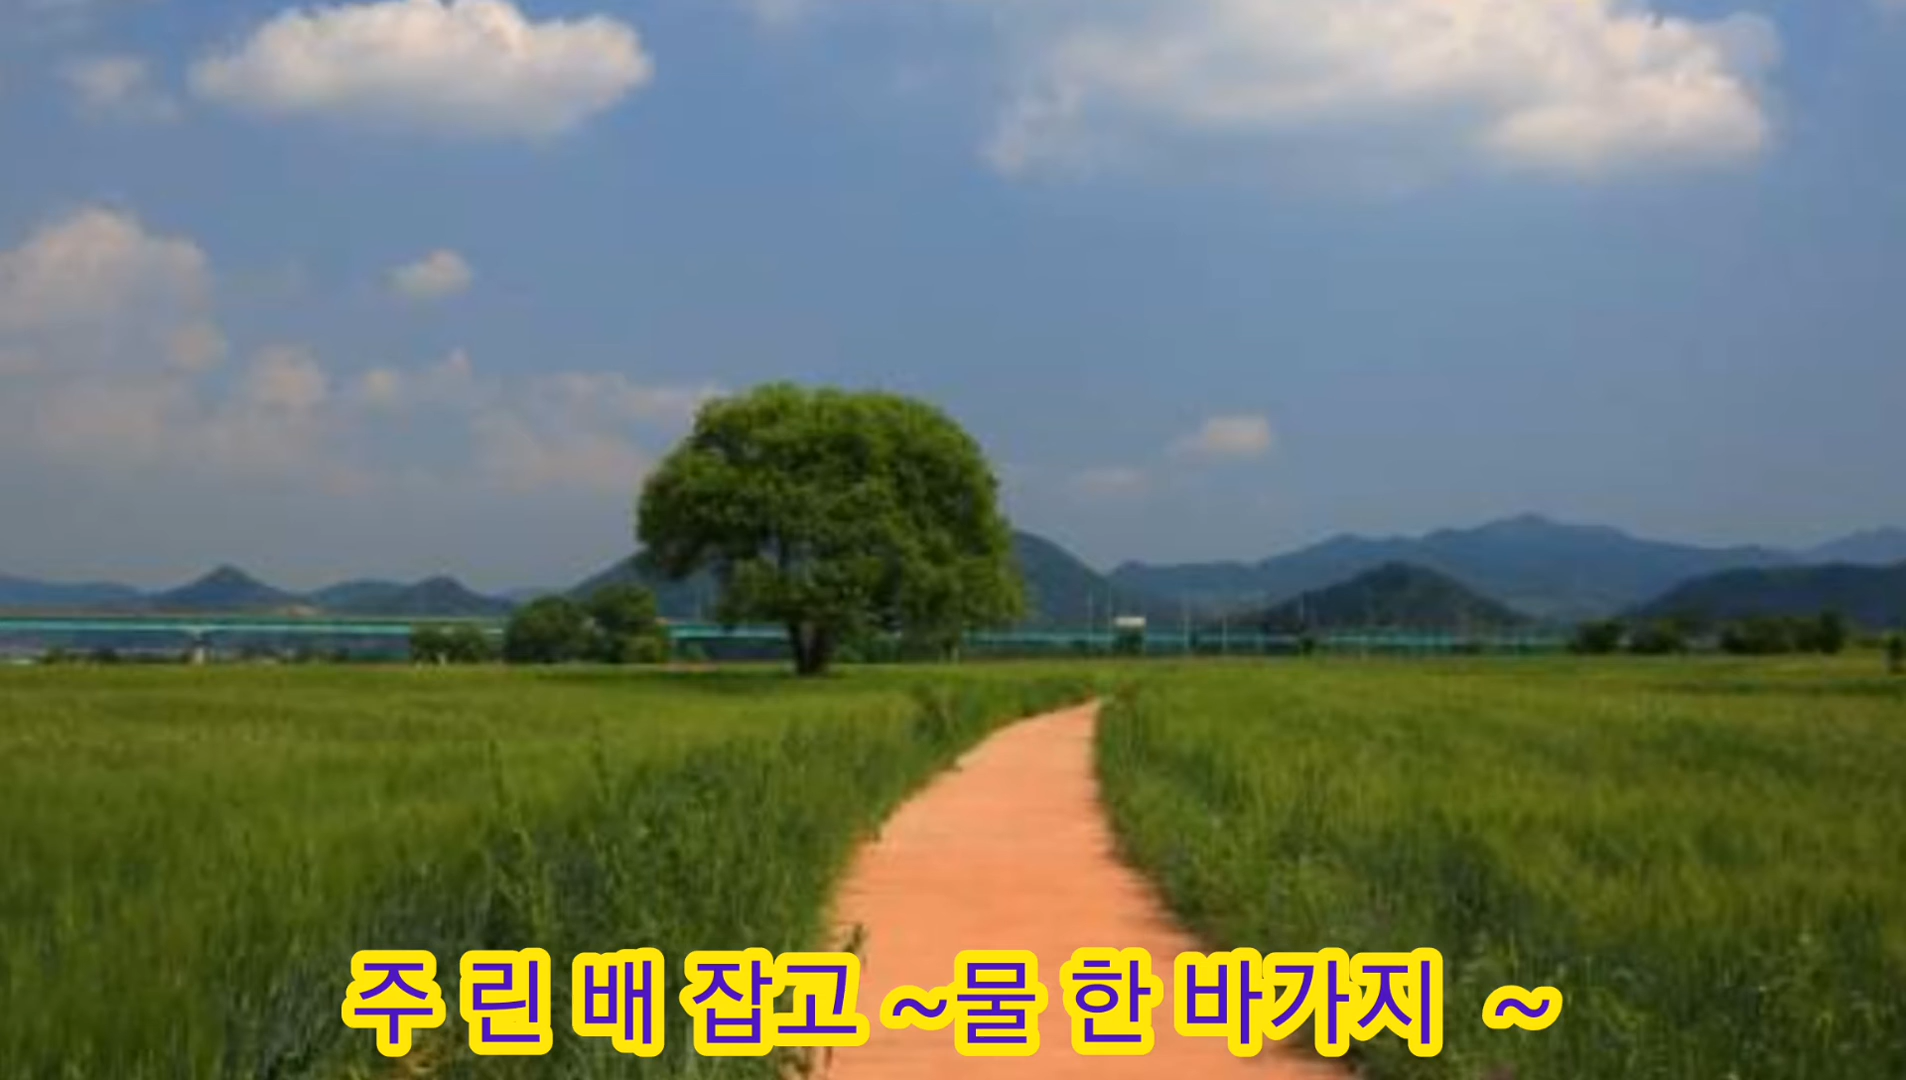 주 린 배 잡고 ~물 한 바가지 ~